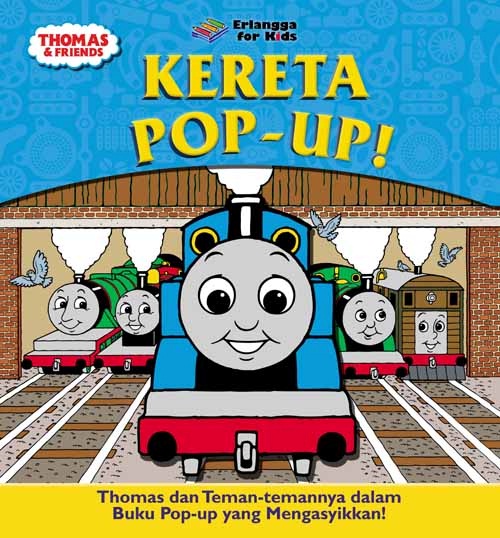 THOMAS
& FRIENDS
Erlangga
for Kids
KERETA
POP-UP!
Thomas dan Teman-temannya dalam
Buku Pop-up yang Mengasyikkan!